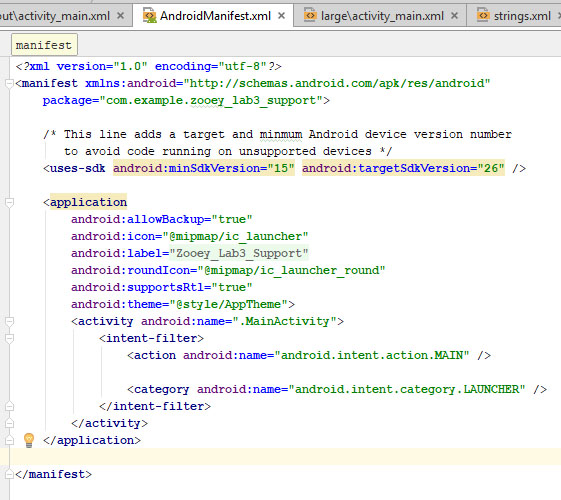 out\activity_main.xml × AndroidManifest.xml × large\activity_main.xml × strings.xml ×
manifest
<?xml version="1.0" encoding="utf-8"?>
<manifest xmlns:android="http://schemas.android.com/apk/res/android"
package="com.example.zooey_lab3_support">
/* This line adds a target and minmum Android device version number
to avoid code running on unsupported devices */
<uses-sdk android:minSdkVersion="15" android:targetSdkVersion="26" />
<application
android:allowBackup="true"
android:icon="@mipmap/ic_launcher"
android:label="Zooey_Lab3_Support"
android:roundIcon="@mipmap/ic_launcher_round"
android:supportsRtl="true"
android:theme="@style/AppTheme">
<activity android:name=".MainActivity">
<intent-filter>
<action android:name="android.intent.action.MAIN" />
<category android:name="android.intent.category.LAUNCHER" />
</intent-filter>
</activity>
</application>
</manifest>